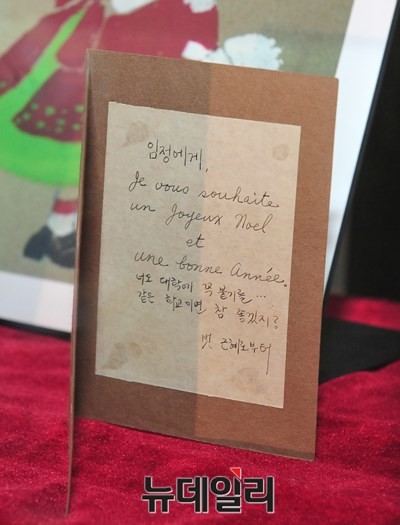 임정에게,
Je vous souhaite
un Joyeux Noel
et
une bonne Année.
너도 대학에 꼭 붙기를 …
같은 학교이면, 참 좋겠지?
벗 근혜로부터
뉴데일리